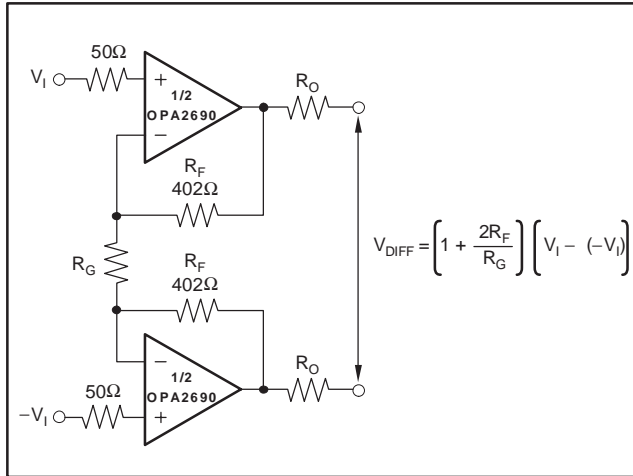 50Ω
V_I
+
1/2
OPA2690
−
R_O
R_F
402Ω
R_G
V_DIFF = [1 + 2R_F/R_G] [V_I − (−V_I)]
R_F
402Ω
−
1/2
OPA2690
+
R_O
50Ω
−V_I